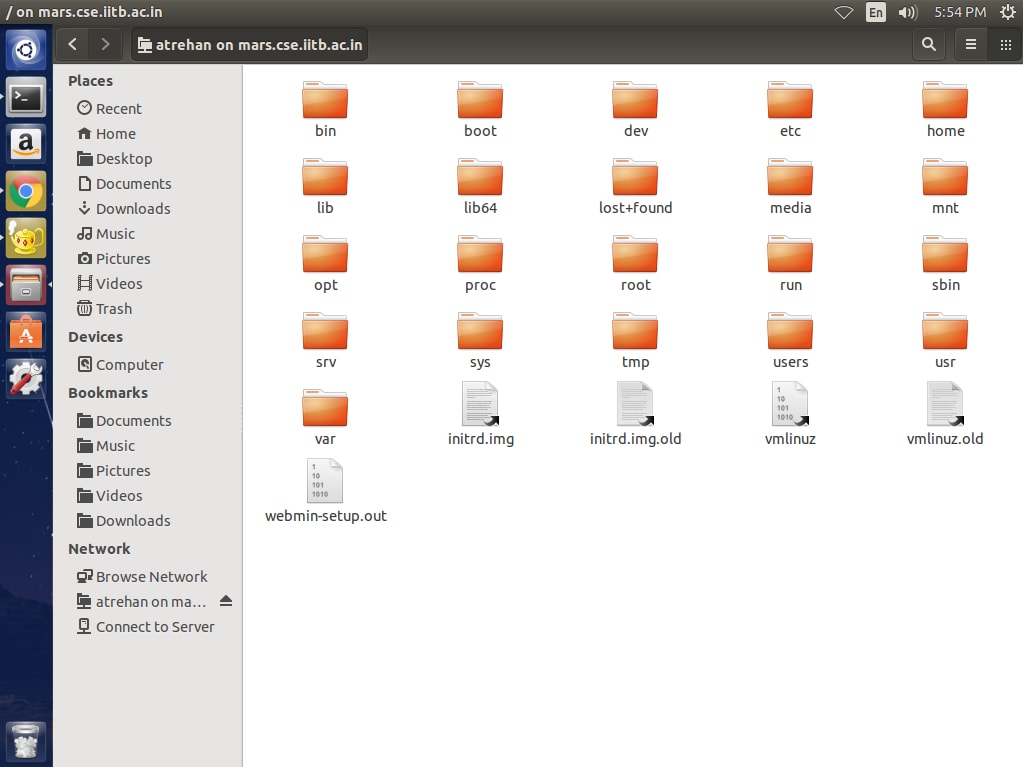 / on mars.cse.iitb.ac.in
En
5:54 PM
atrehan on mars.cse.iitb.ac.in
Places
Recent
Home
Desktop
Documents
Downloads
Music
Pictures
Videos
Trash
Devices
Computer
Bookmarks
Documents
Music
Pictures
Videos
Downloads
Network
Browse Network
atrehan on ma...
Connect to Server
bin boot dev etc home
lib lib64 lost+found media mnt
opt proc root run sbin
srv sys tmp users usr
var initrd.img initrd.img.old vmlinuz vmlinuz.old
webmin-setup.out